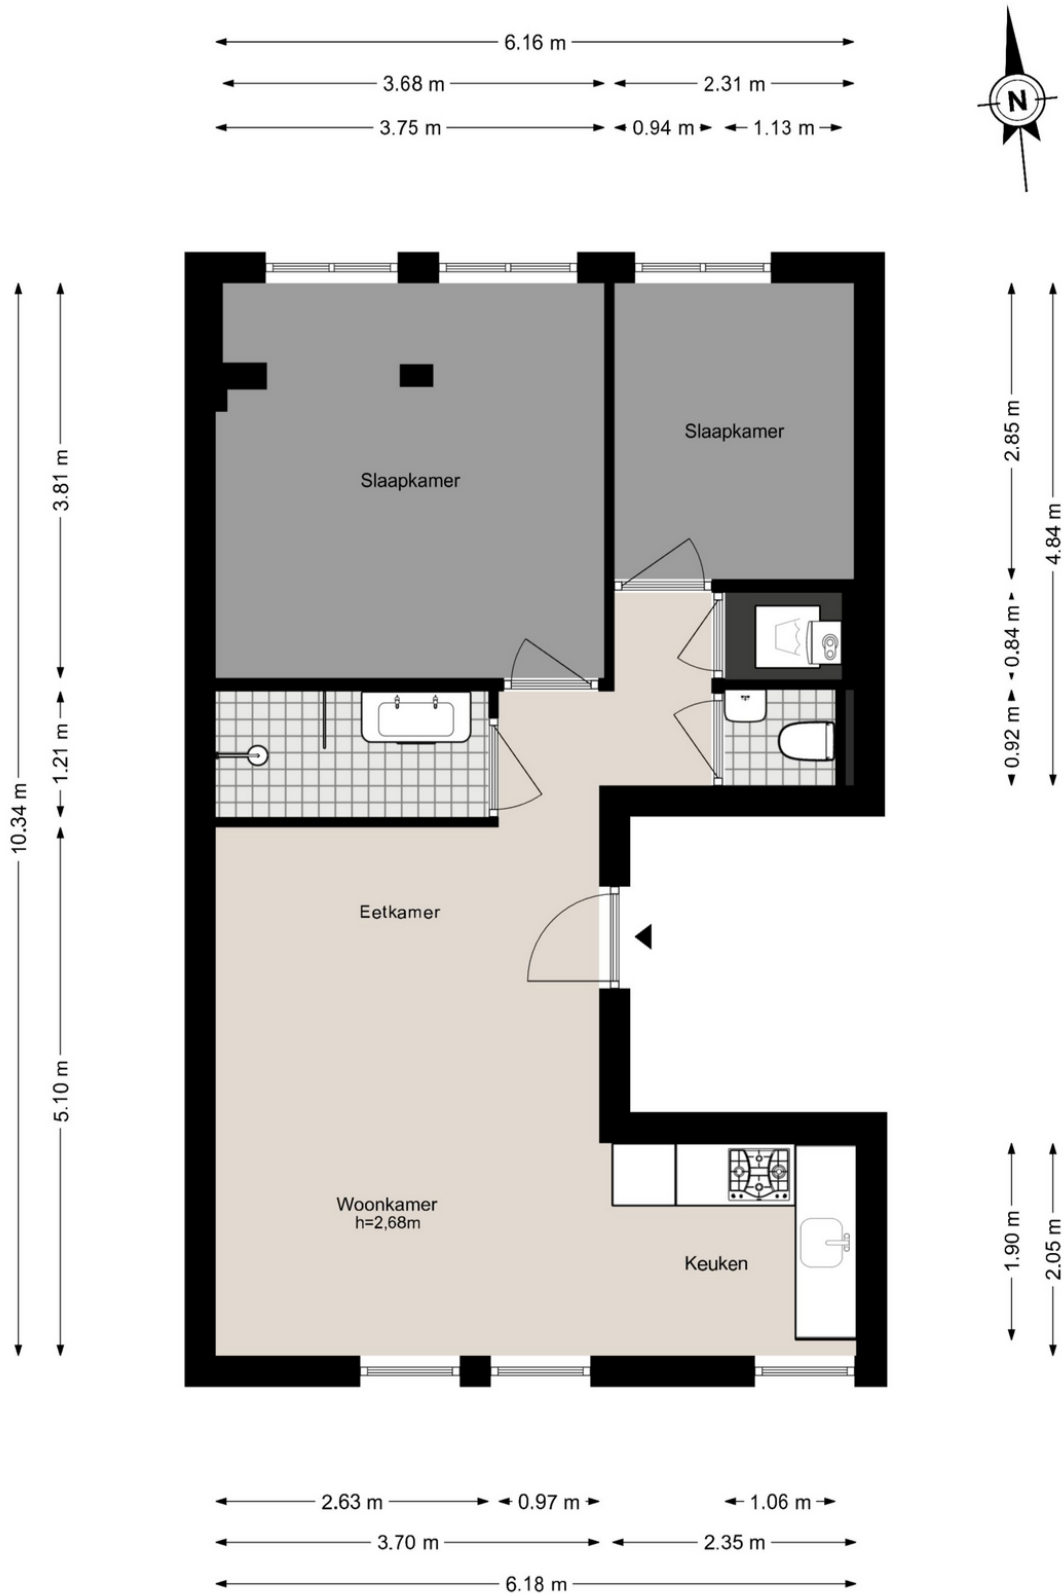 6.16 m
3.68 m
2.31 m
3.75 m
0.94 m
1.13 m
N
10.34 m
3.81 m
1.21 m
5.10 m
Slaapkamer
Slaapkamer
2.85 m
4.84 m
0.84 m
0.92 m
Eetkamer
Woonkamer
h=2,68m
Keuken
1.90 m
2.05 m
2.63 m
0.97 m
1.06 m
3.70 m
2.35 m
6.18 m